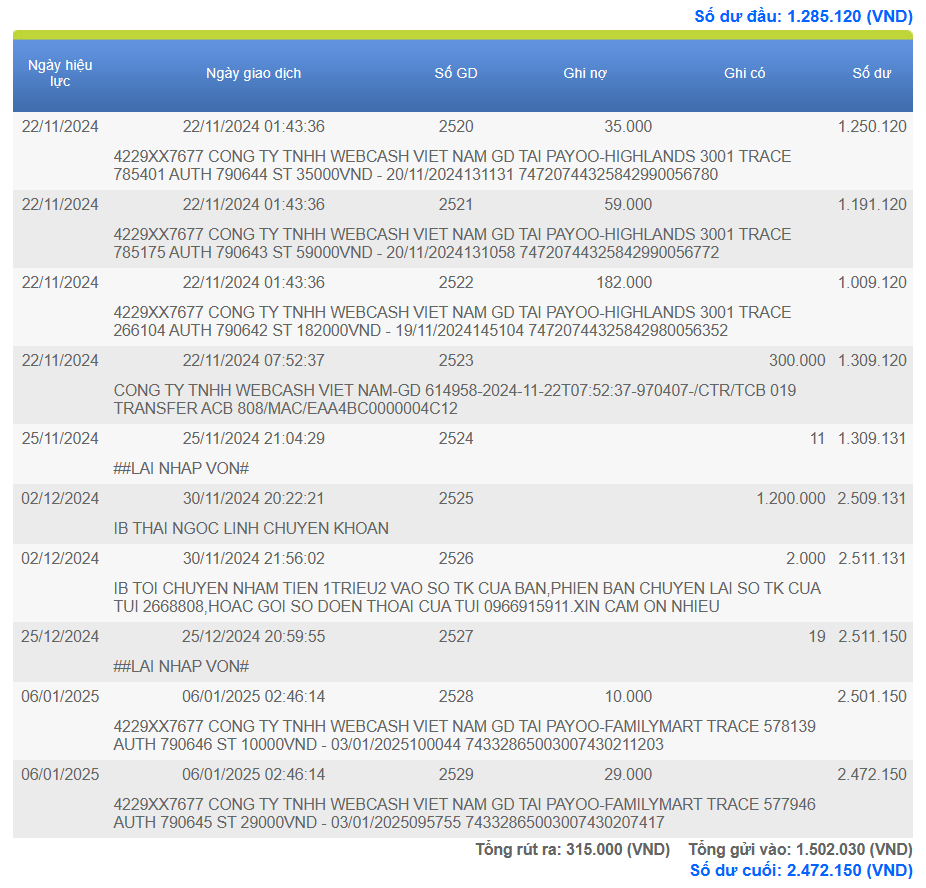 Số dư đầu: 1.285.120 (VND)
Ngày hiệu lực Ngày giao dịch Số GD Ghi nợ Ghi có Số dư
22/11/2024 22/11/2024 01:43:36 2520 35.000 1.250.120
4229XX7677 CONG TY TNHH WEBCASH VIET NAM GD TAI PAYOO-HIGHLANDS 3001 TRACE
785401 AUTH 790644 ST 35000VND - 20/11/2024131131 74720744325842990056780
22/11/2024 22/11/2024 01:43:36 2521 59.000 1.191.120
4229XX7677 CONG TY TNHH WEBCASH VIET NAM GD TAI PAYOO-HIGHLANDS 3001 TRACE
785175 AUTH 790643 ST 59000VND - 20/11/2024131058 74720744325842990056772
22/11/2024 22/11/2024 01:43:36 2522 182.000 1.009.120
4229XX7677 CONG TY TNHH WEBCASH VIET NAM GD TAI PAYOO-HIGHLANDS 3001 TRACE
266104 AUTH 790642 ST 182000VND - 19/11/2024145104 74720744325842980056352
22/11/2024 22/11/2024 07:52:37 2523 300.000 1.309.120
CONG TY TNHH WEBCASH VIET NAM-GD 614958-2024-11-22T07:52:37-970407-/CTR/TCB 019
TRANSFER ACB 808/MAC/EAA4BC0000004C12
25/11/2024 25/11/2024 21:04:29 2524 11 1.309.131
##LAI NHAP VON#
02/12/2024 30/11/2024 20:22:21 2525 1.200.000 2.509.131
IB THAI NGOC LINH CHUYEN KHOAN
02/12/2024 30/11/2024 21:56:02 2526 2.000 2.511.131
IB TOI CHUYEN NHAM TIEN 1TRIEU2 VAO SO TK CUA BAN,PHIEN BAN CHUYEN LAI SO TK CUA
TUI 2668808,HOAC GOI SO DOEN THOAI CUA TUI 0966915911.XIN CAM ON NHIEU
25/12/2024 25/12/2024 20:59:55 2527 19 2.511.150
##LAI NHAP VON#
06/01/2025 06/01/2025 02:46:14 2528 10.000 2.501.150
4229XX7677 CONG TY TNHH WEBCASH VIET NAM GD TAI PAYOO-FAMILYMART TRACE 578139
AUTH 790646 ST 10000VND - 03/01/2025100044 74332865003007430211203
06/01/2025 06/01/2025 02:46:14 2529 29.000 2.472.150
4229XX7677 CONG TY TNHH WEBCASH VIET NAM GD TAI PAYOO-FAMILYMART TRACE 577946
AUTH 790645 ST 29000VND - 03/01/2025095755 74332865003007430207417
Tổng rút ra: 315.000 (VND) Tổng gửi vào: 1.502.030 (VND)
Số dư cuối: 2.472.150 (VND)